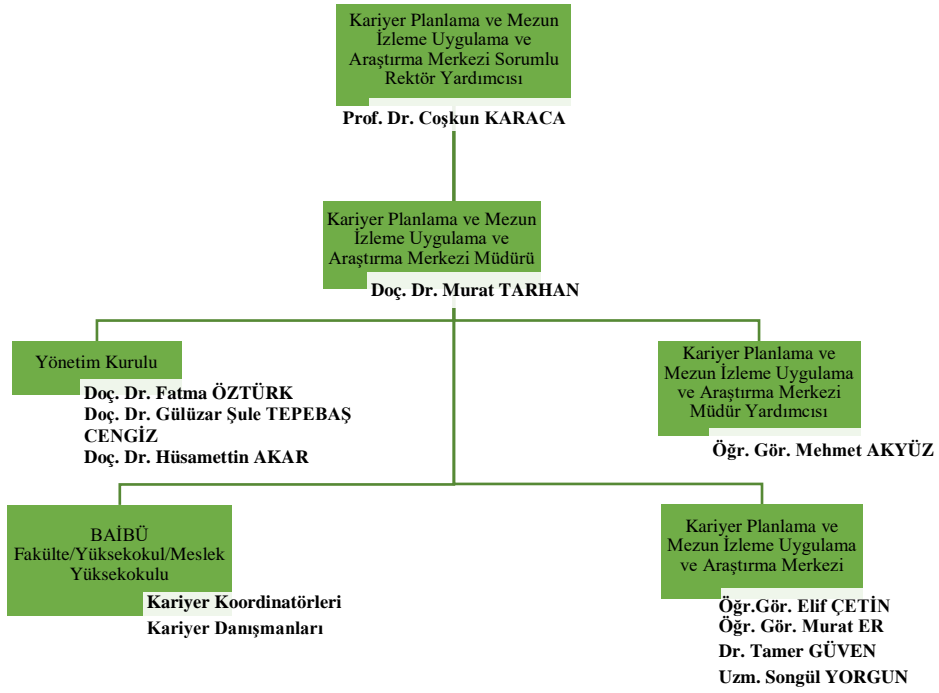 Kariyer Planlama ve Mezun
İzleme Uygulama ve
Araştırma Merkezi Sorumlu
Rektör Yardımcısı
Prof. Dr. Coşkun KARACA
Kariyer Planlama ve Mezun
İzleme Uygulama ve
Araştırma Merkezi Müdürü
Doç. Dr. Murat TARHAN
Yönetim Kurulu
Doç. Dr. Fatma ÖZTÜRK
Doç. Dr. Gülüzar Şule TEPEBAŞ
CENGİZ
Doç. Dr. Hüsamettin AKAR
Kariyer Planlama ve
Mezun İzleme Uygulama
ve Araştırma Merkezi
Müdür Yardımcısı
Öğr. Gör. Mehmet AKYÜZ
BAİBÜ
Fakülte/Yüksekokul/Meslek
Yüksekokulu
Kariyer Koordinatörleri
Kariyer Danışmanları
Kariyer Planlama ve
Mezun İzleme Uygulama
ve Araştırma Merkezi
Öğr.Gör. Elif ÇETİN
Öğr. Gör. Murat ER
Dr. Tamer GÜVEN
Uzm. Songül YORGUN